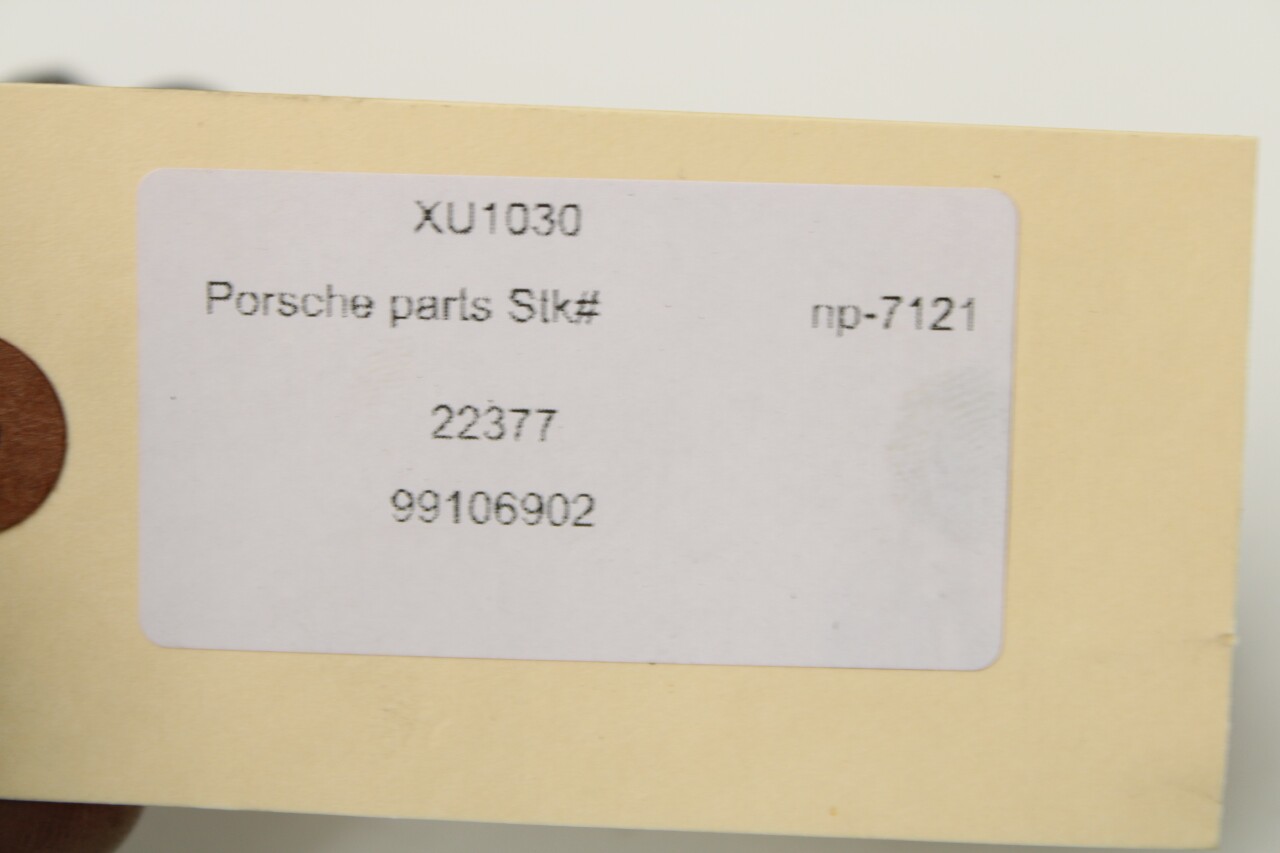 XU1030
Porsche parts Stk# np-7121
22377
99106902